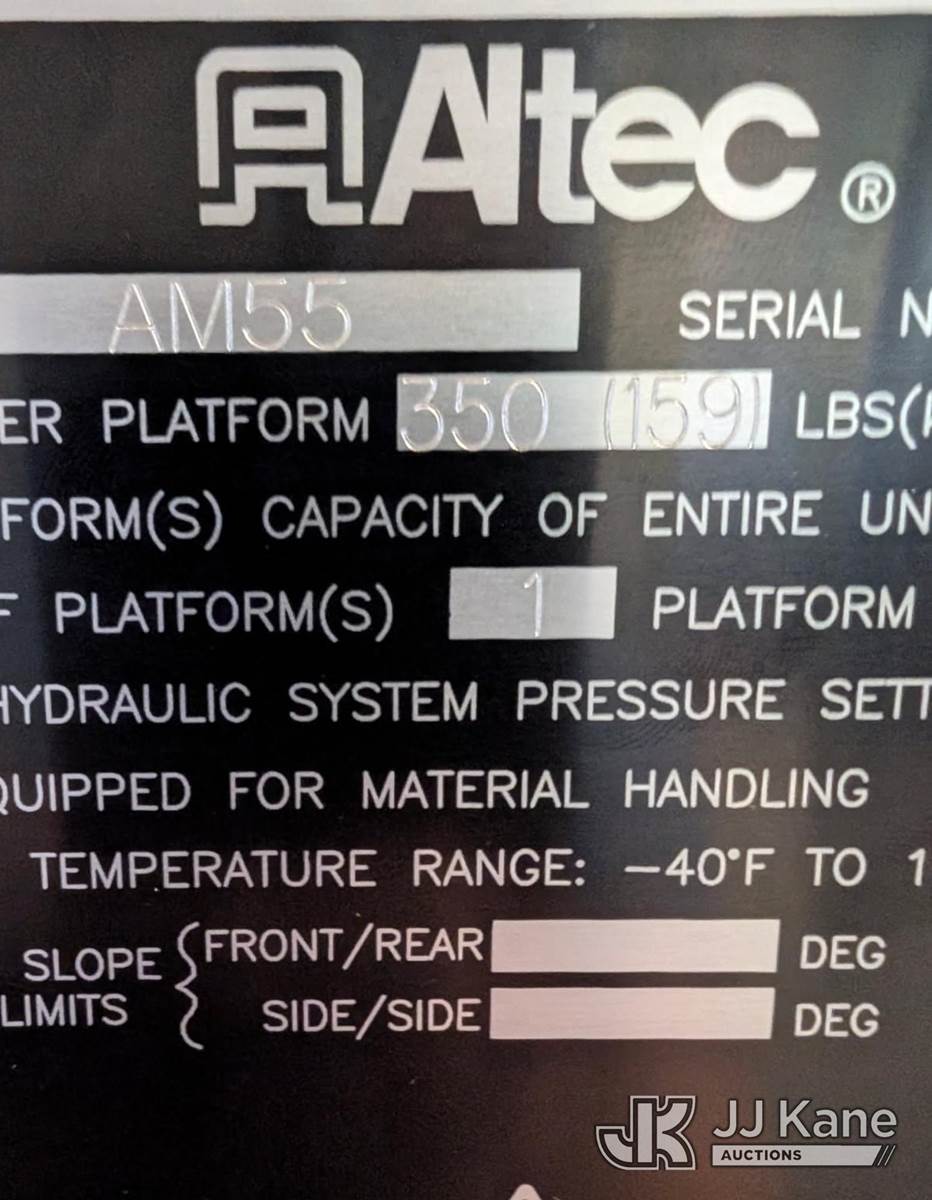 Altec ®
AM55 SERIAL N
ER PLATFORM 350 (159) LBS(
FORM(S) CAPACITY OF ENTIRE UN
F PLATFORM(S) 1 PLATFORM
HYDRAULIC SYSTEM PRESSURE SETT
QUIPPED FOR MATERIAL HANDLING
TEMPERATURE RANGE: -40°F TO 1
SLOPE LIMITS { FRONT/REAR DEG
SIDE/SIDE DEG
JK JJ Kane
AUCTIONS